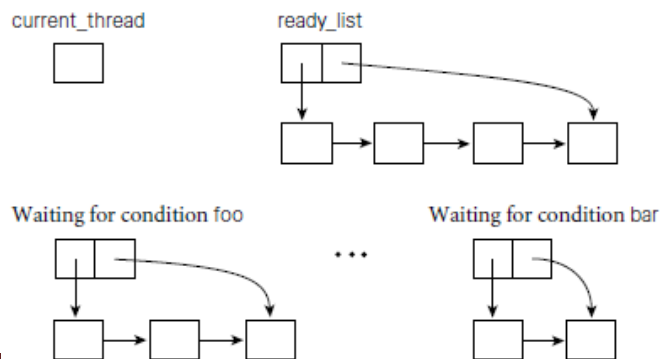 current_thread ready_list
Waiting for condition foo Waiting for condition bar